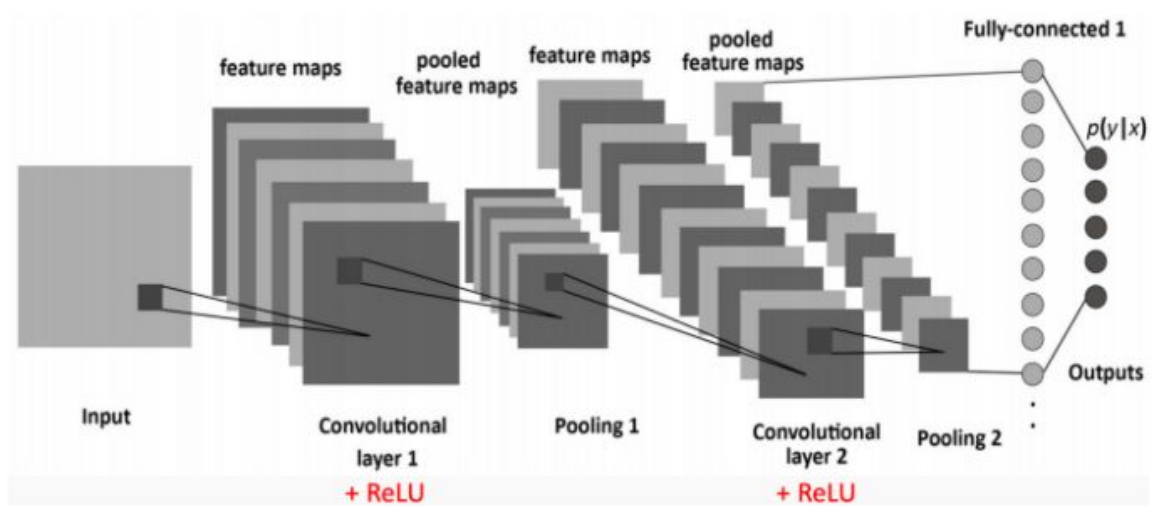 feature maps
pooled
feature maps
feature maps
pooled
feature maps
Fully-connected 1
p(y|x)
Input
Convolutional
layer 1
+ ReLU
Pooling 1
Convolutional
layer 2
+ ReLU
Pooling 2
Outputs